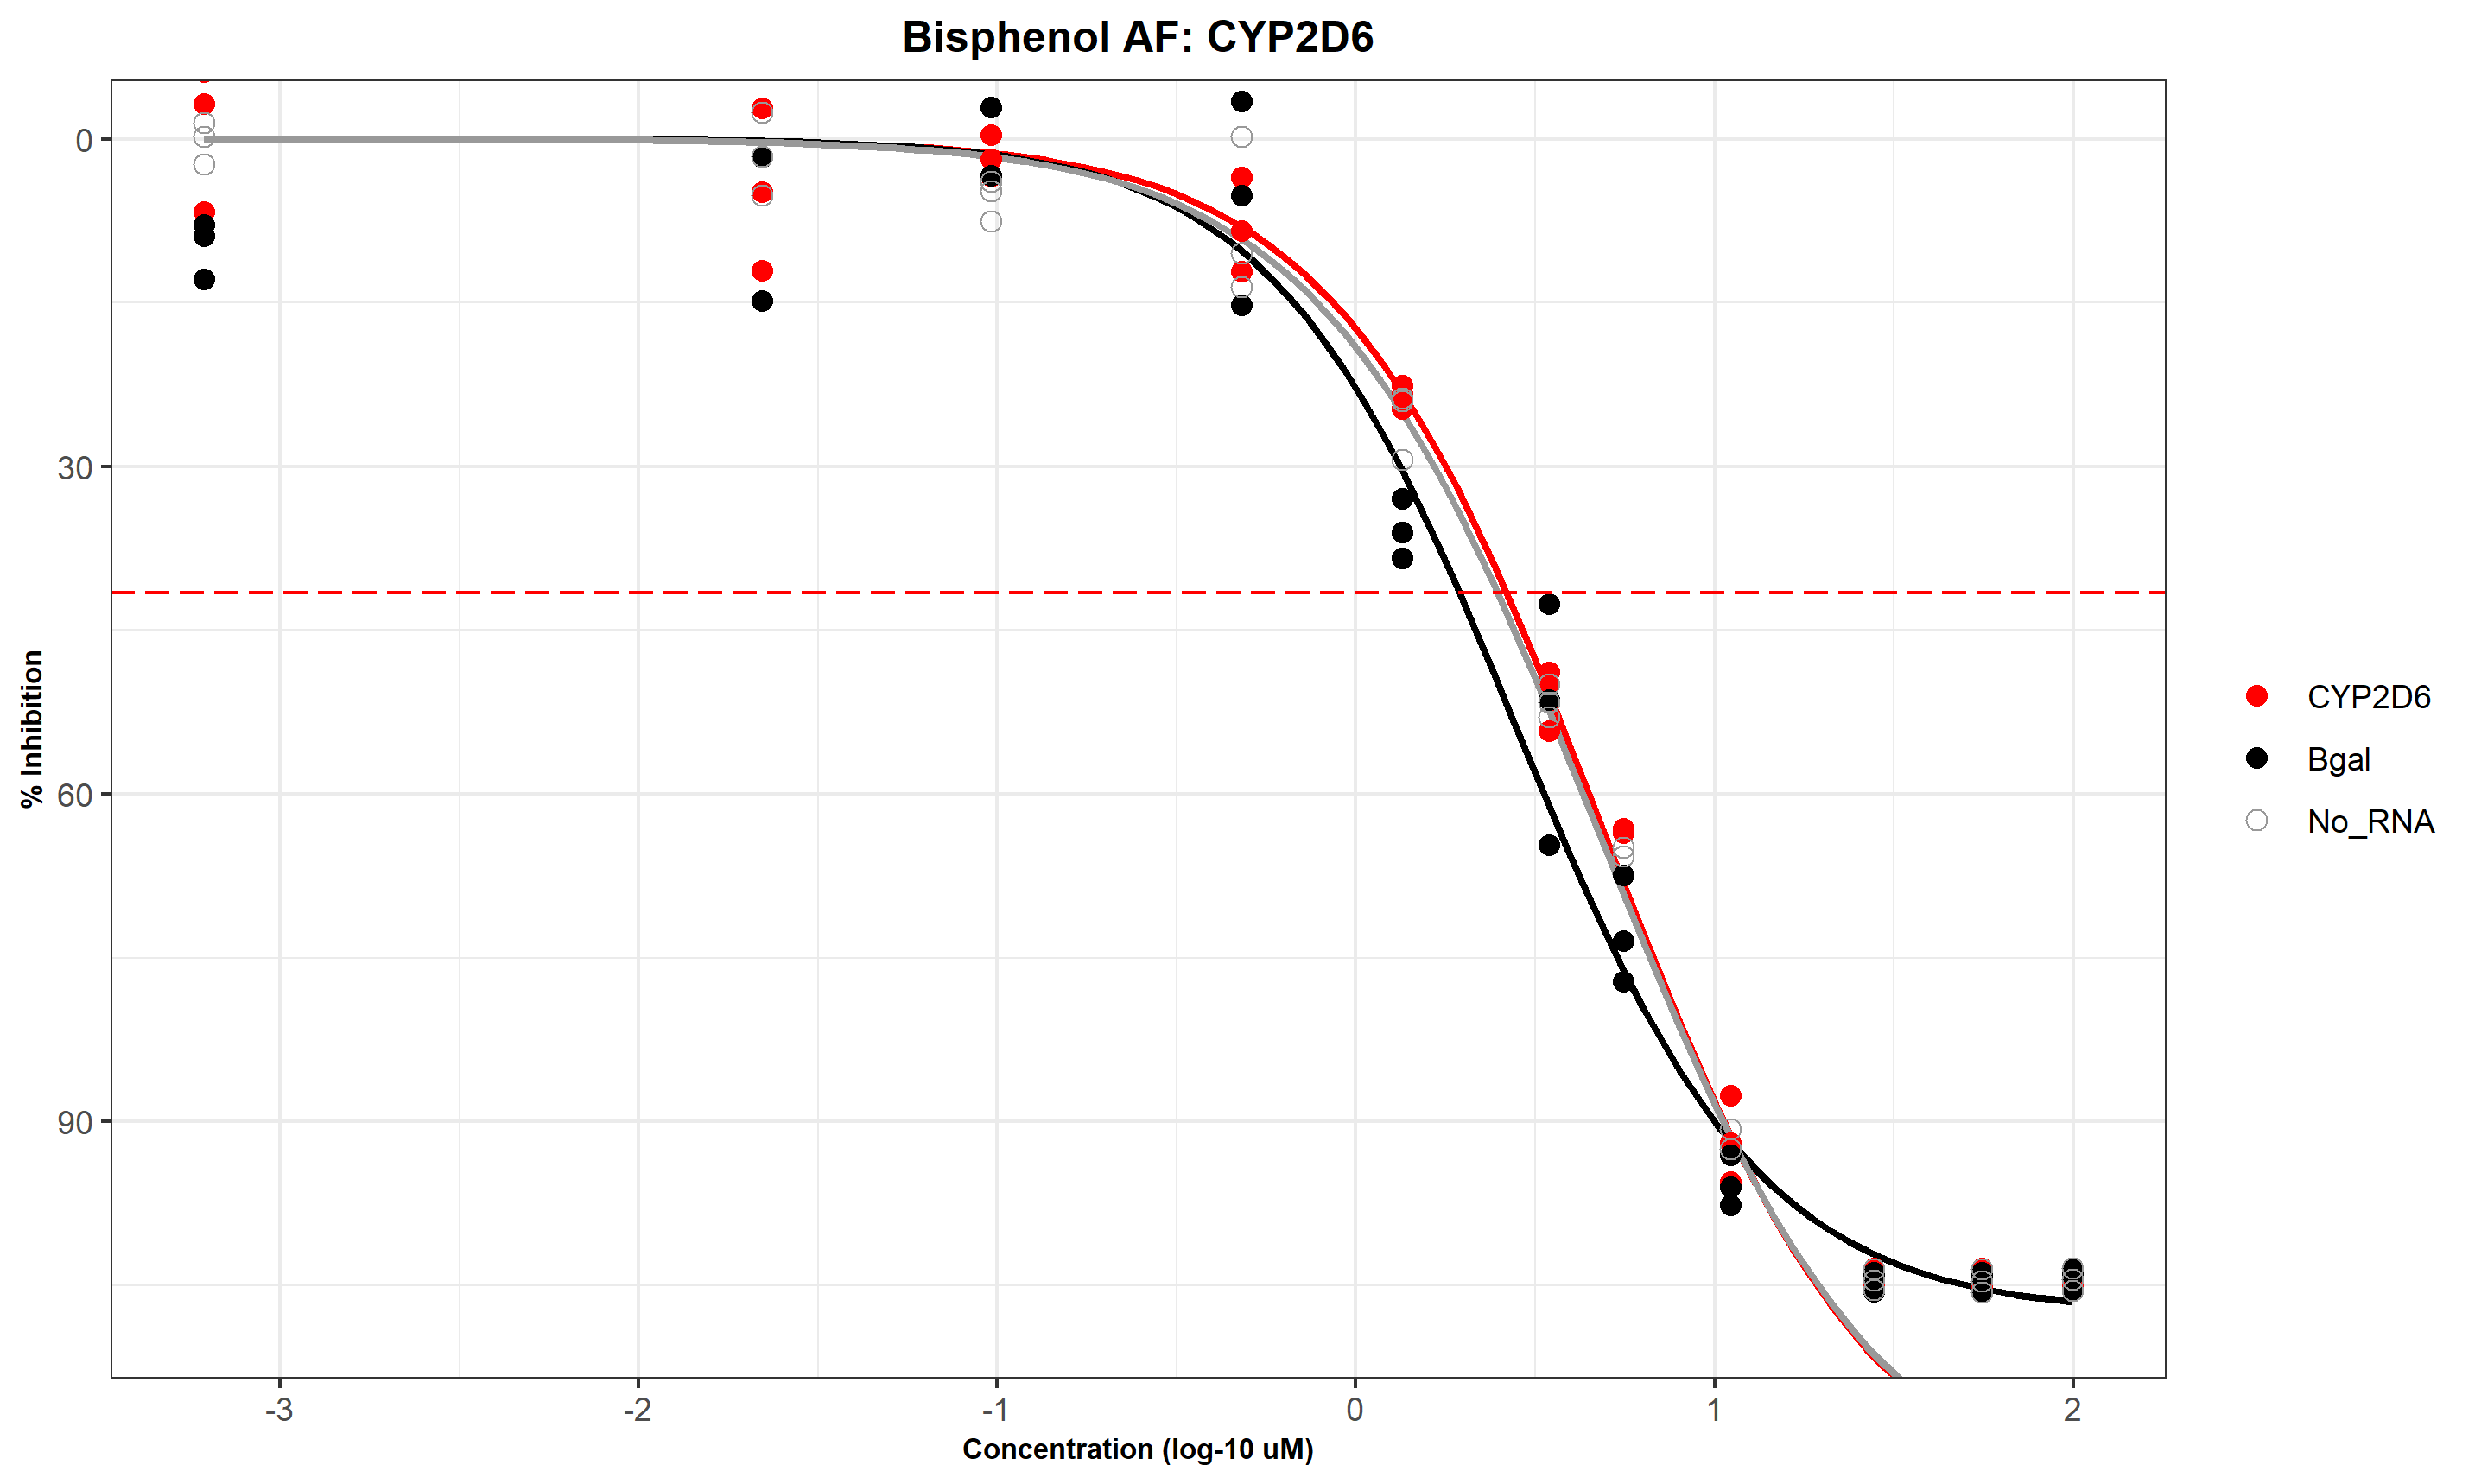 Bisphenol AF: CYP2D6
% Inhibition
0
30
60
90
-3
-2
-1
0
1
2
Concentration (log-10 uM)
CYP2D6
Bgal
No_RNA